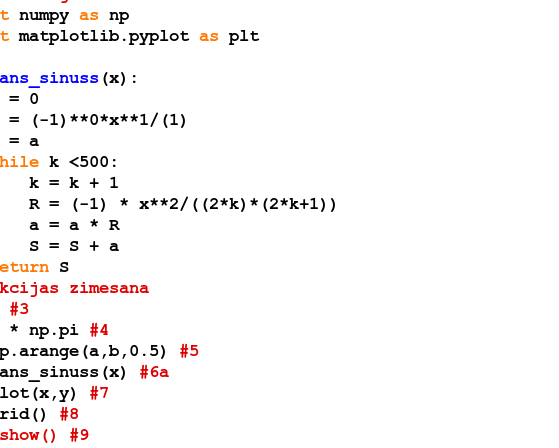 t numpy as np
t matplotlib.pyplot as plt
ans_sinuss(x):
= 0
= (-1)**0*x**1/(1)
= a
hile k <500:
k = k + 1
R = (-1) * x**2/((2*k)*(2*k+1))
a = a * R
S = S + a
eturn S
kcijas zimesana
#3
* np.pi #4
p.arange(a,b,0.5) #5
ans_sinuss(x) #6a
lot(x,y) #7
rid() #8
show() #9